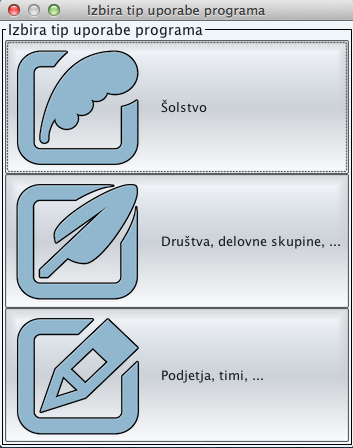 Izbira tip uporabe programa
Izbira tip uporabe programa
Šolstvo
Društva, delovne skupine, ...
Podjetja, timi, ...